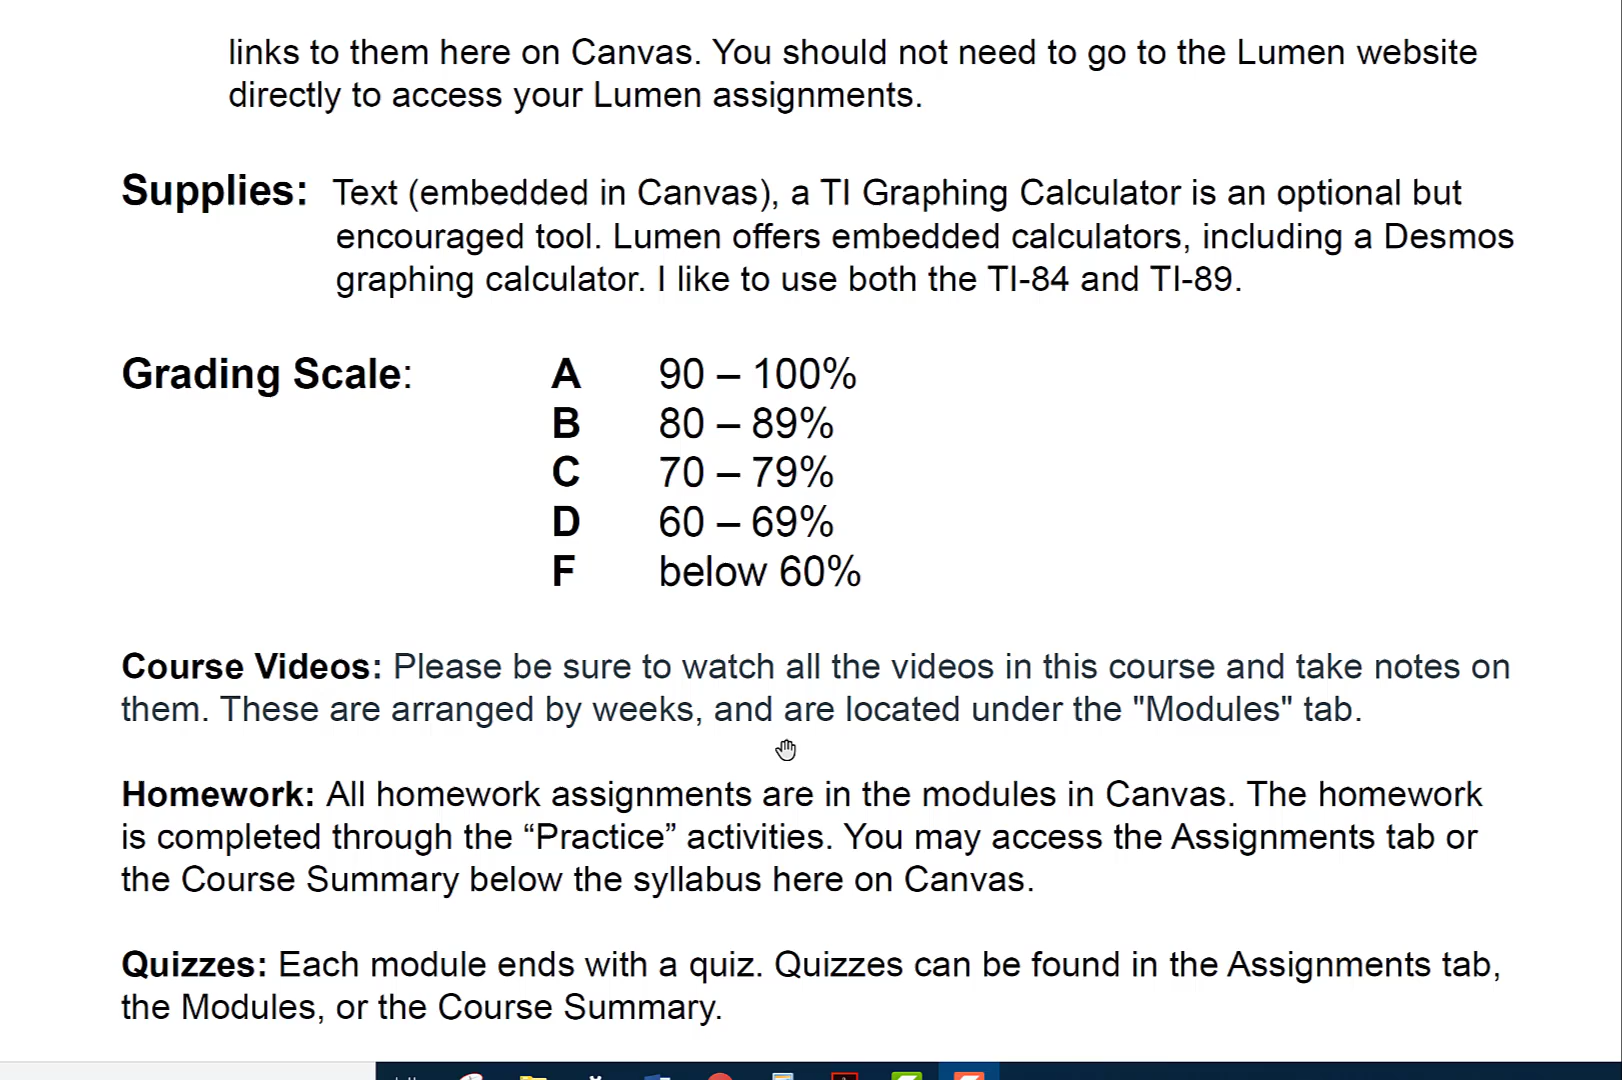 links to them here on Canvas. You should not need to go to the Lumen website
directly to access your Lumen assignments.
Supplies: Text (embedded in Canvas), a TI Graphing Calculator is an optional but
encouraged tool. Lumen offers embedded calculators, including a Desmos
graphing calculator. I like to use both the TI-84 and TI-89.
Grading Scale: A 90 – 100%
B 80 – 89%
C 70 – 79%
D 60 – 69%
F below 60%
Course Videos: Please be sure to watch all the videos in this course and take notes on
them. These are arranged by weeks, and are located under the "Modules" tab.
Homework: All homework assignments are in the modules in Canvas. The homework
is completed through the “Practice” activities. You may access the Assignments tab or
the Course Summary below the syllabus here on Canvas.
Quizzes: Each module ends with a quiz. Quizzes can be found in the Assignments tab,
the Modules, or the Course Summary.